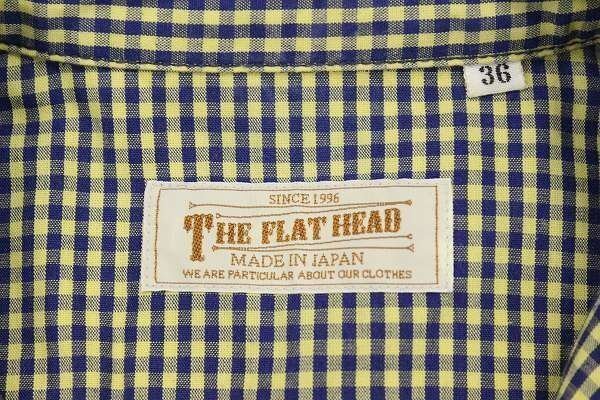 36
SINCE 1996
THE FLAT HEAD
MADE IN JAPAN
WE ARE PARTICULAR ABOUT OUR CLOTHES